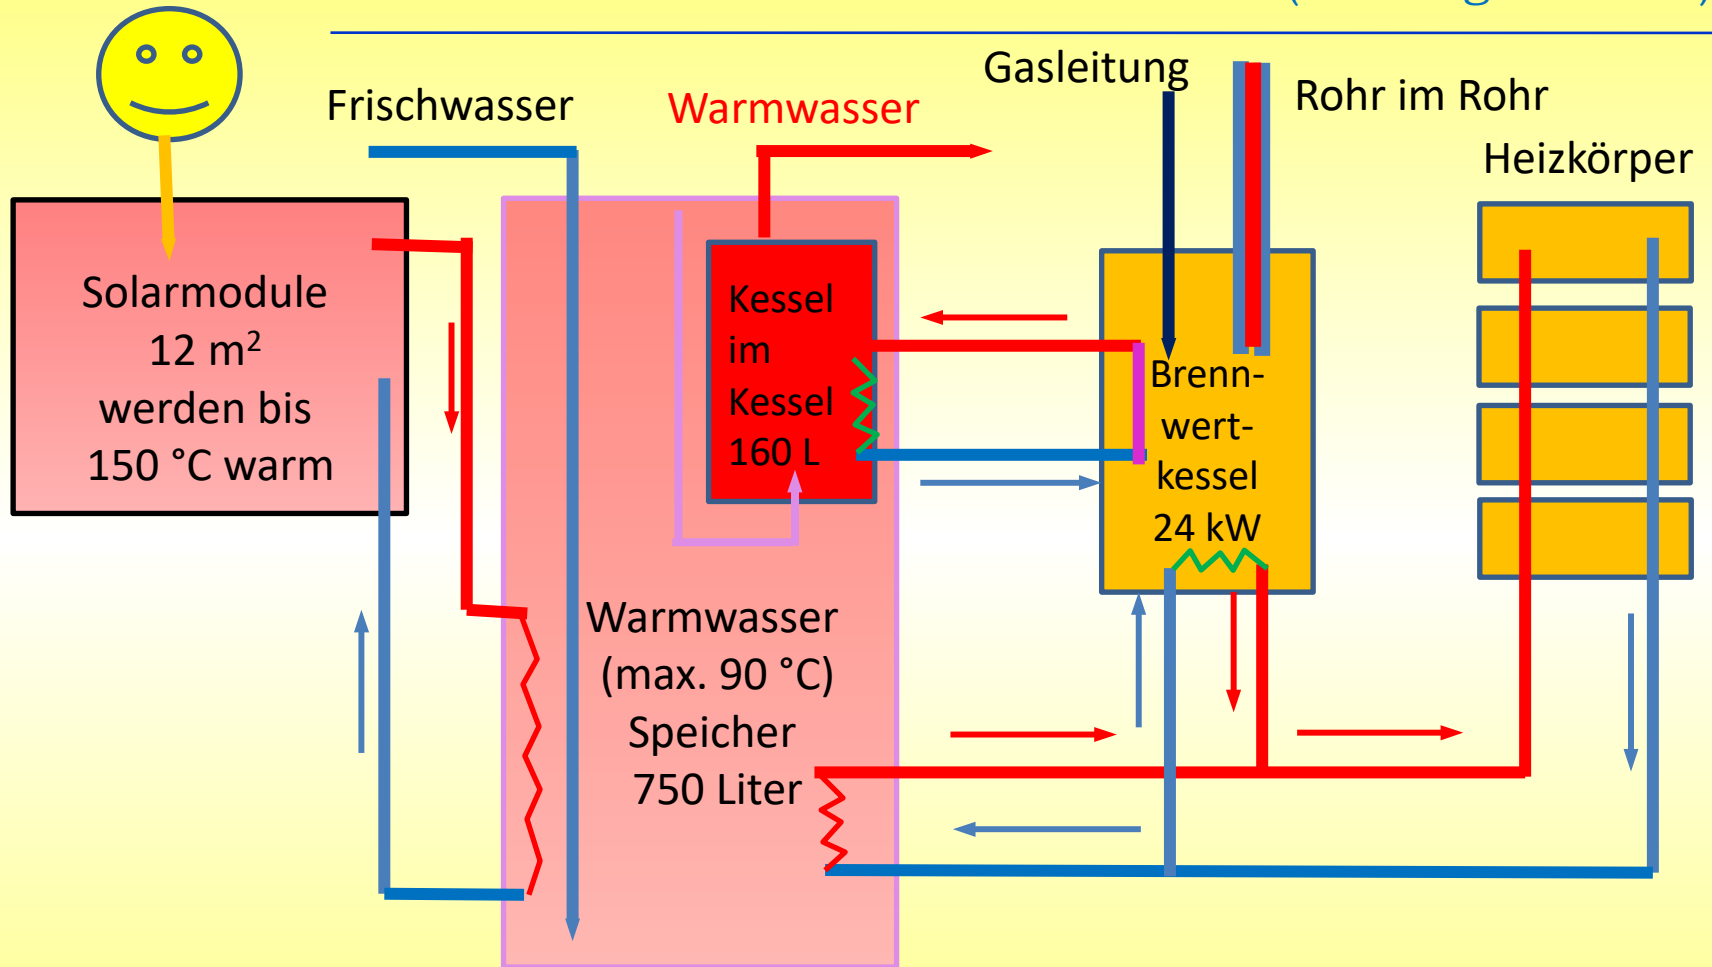 Frischwasser
Warmwasser
Gasleitung
Rohr im Rohr
Heizkörper
Solarmodule
12 m²
werden bis
150 °C warm
Kessel
im
Kessel
160 L
Brenn-
wert-
kessel
24 kW
Warmwasser
(max. 90 °C)
Speicher
750 Liter